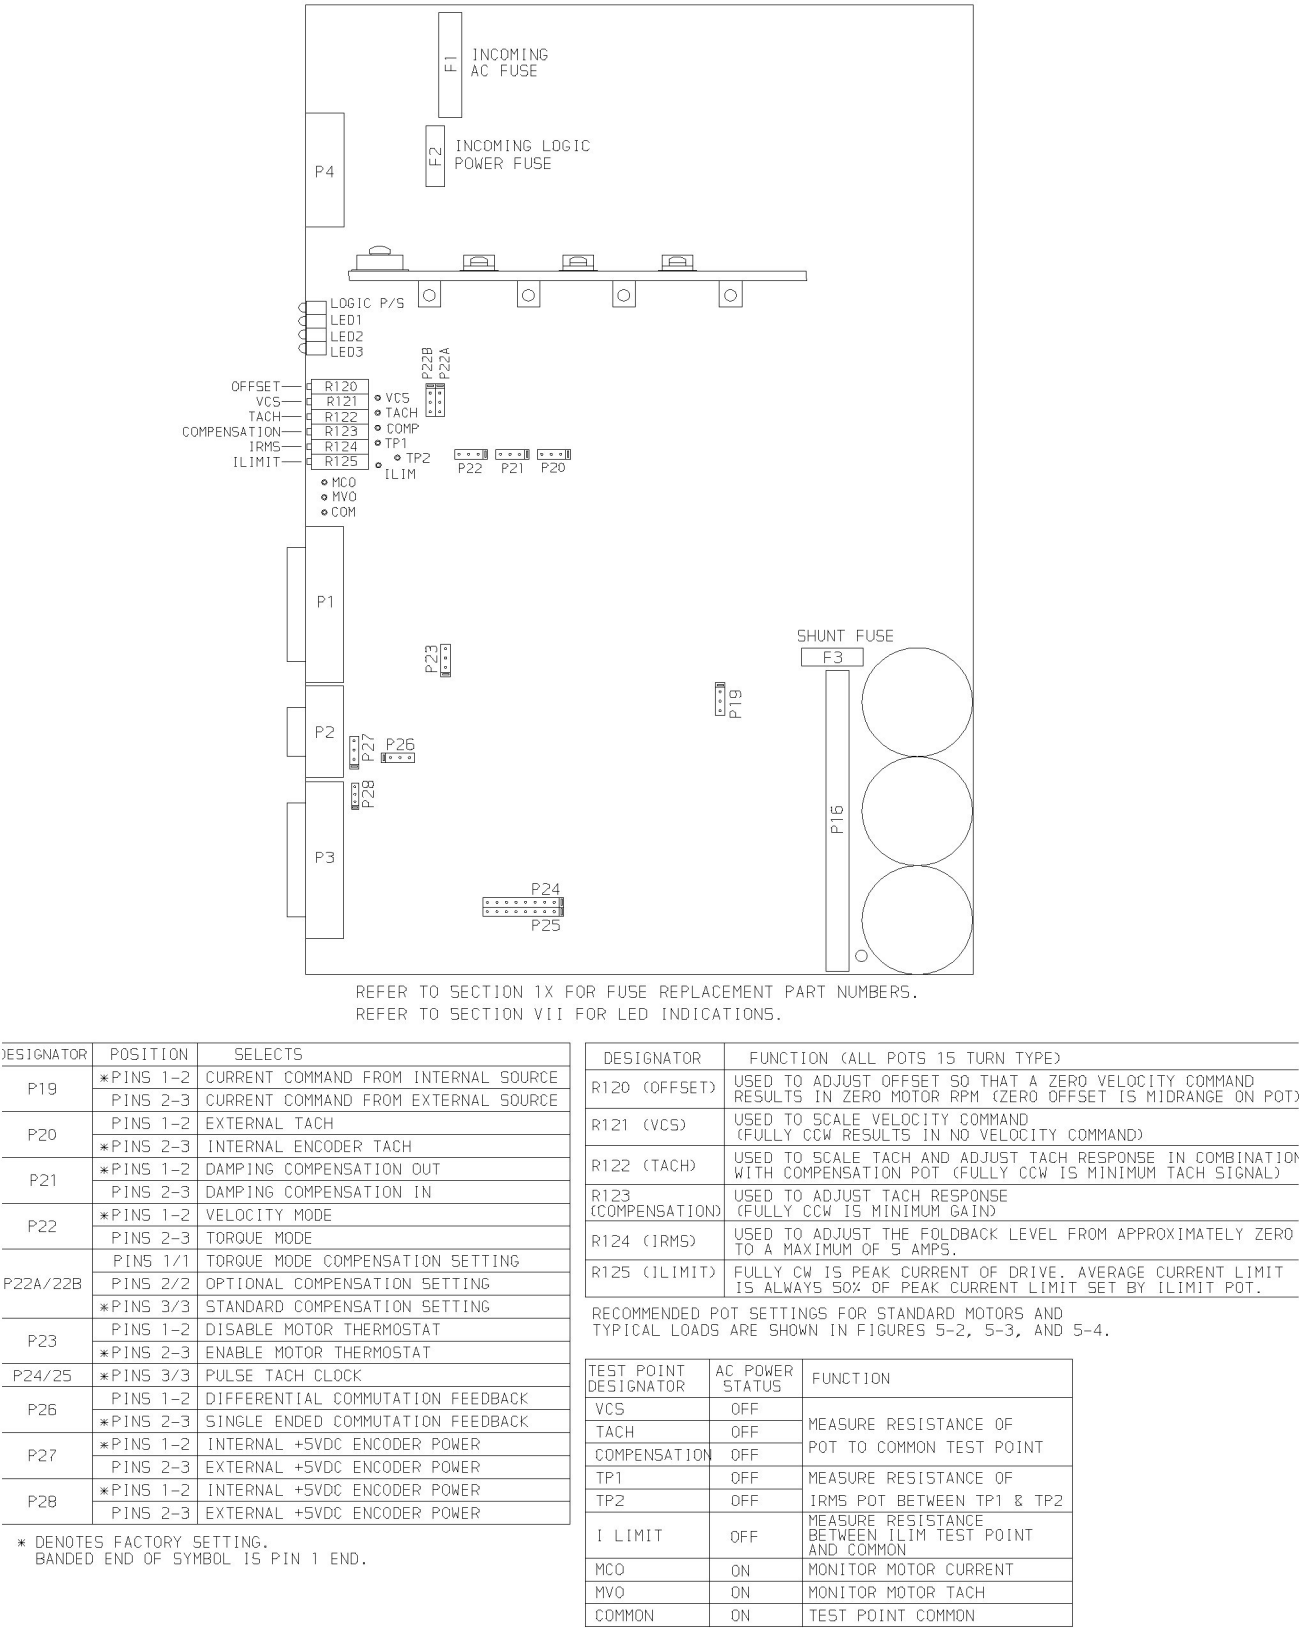 F1
INCOMING
AC FUSE
F2
INCOMING LOGIC
POWER FUSE
P4
LOGIC P/S
LED1
LED2
LED3
P22B
P22A
OFFSET
R120
VCS
R121
VCS
TACH
R122
TACH
COMPENSATION
R123
COMP
IRMS
R124
TP1
ILIMIT
R125
TP2
ILIM
P22
P21
P20
MCO
MVO
COM
P1
P23
SHUNT FUSE
F3
P19
P2
P27
P26
P28
P16
P3
P24
P25
REFER TO SECTION 1X FOR FUSE REPLACEMENT PART NUMBERS.
REFER TO SECTION VII FOR LED INDICATIONS.
DESIGNATOR POSITION SELECTS
P19 *PINS 1-2 CURRENT COMMAND FROM INTERNAL SOURCE
PINS 2-3 CURRENT COMMAND FROM EXTERNAL SOURCE
P20 PINS 1-2 EXTERNAL TACH
*PINS 2-3 INTERNAL ENCODER TACH
P21 *PINS 1-2 DAMPING COMPENSATION OUT
PINS 2-3 DAMPING COMPENSATION IN
P22 *PINS 1-2 VELOCITY MODE
PINS 2-3 TORQUE MODE
P22A/22B PINS 1/1 TORQUE MODE COMPENSATION SETTING
PINS 2/2 OPTIONAL COMPENSATION SETTING
*PINS 3/3 STANDARD COMPENSATION SETTING
P23 PINS 1-2 DISABLE MOTOR THERMOSTAT
*PINS 2-3 ENABLE MOTOR THERMOSTAT
P24/25 *PINS 3/3 PULSE TACH CLOCK
P26 PINS 1-2 DIFFERENTIAL COMMUTATION FEEDBACK
*PINS 2-3 SINGLE ENDED COMMUTATION FEEDBACK
P27 *PINS 1-2 INTERNAL +5VDC ENCODER POWER
PINS 2-3 EXTERNAL +5VDC ENCODER POWER
P28 *PINS 1-2 INTERNAL +5VDC ENCODER POWER
PINS 2-3 EXTERNAL +5VDC ENCODER POWER
* DENOTES FACTORY SETTING.
BANDED END OF SYMBOL IS PIN 1 END.
DESIGNATOR FUNCTION (ALL POTS 15 TURN TYPE)
R120 (OFFSET) USED TO ADJUST OFFSET SO THAT A ZERO VELOCITY COMMAND
RESULTS IN ZERO MOTOR RPM (ZERO OFFSET IS MIDRANGE ON POT)
R121 (VCS) USED TO SCALE VELOCITY COMMAND
(FULLY CCW RESULTS IN NO VELOCITY COMMAND)
R122 (TACH) USED TO SCALE TACH AND ADJUST TACH RESPONSE IN COMBINATION
WITH COMPENSATION POT (FULLY CCW IS MINIMUM TACH SIGNAL)
R123 USED TO ADJUST TACH RESPONSE
(COMPENSATION) (FULLY CCW IS MINIMUM GAIN)
R124 (IRMS) USED TO ADJUST THE FOLDBACK LEVEL FROM APPROXIMATELY ZERO
TO A MAXIMUM OF 5 AMPS.
R125 (ILIMIT) FULLY CW IS PEAK CURRENT OF DRIVE. AVERAGE CURRENT LIMIT
IS ALWAYS 50% OF PEAK CURRENT LIMIT SET BY ILIMIT POT.
RECOMMENDED POT SETTINGS FOR STANDARD MOTORS AND
TYPICAL LOADS ARE SHOWN IN FIGURES 5-2, 5-3, AND 5-4.
TEST POINT AC POWER FUNCTION
DESIGNATOR STATUS
VCS OFF
TACH OFF MEASURE RESISTANCE OF
COMPENSATION OFF POT TO COMMON TEST POINT
TP1 OFF MEASURE RESISTANCE OF
TP2 OFF IRMS POT BETWEEN TP1 & TP2
MEASURE RESISTANCE
I LIMIT OFF BETWEEN ILIM TEST POINT
AND COMMON
MCO ON MONITOR MOTOR CURRENT
MVO ON MONITOR MOTOR TACH
COMMON ON TEST POINT COMMON